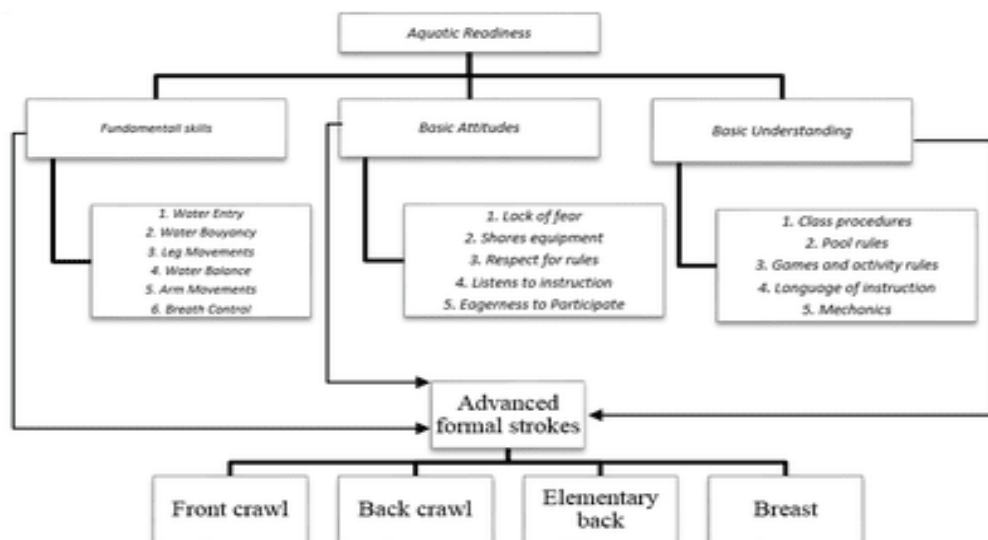 Aquatic Readiness
Fundamentall skills
Basic Attitudes
Basic Understanding
1. Water Entry
2. Water Bouyancy
3. Leg Movements
4. Water Balance
5. Arm Movements
6. Breath Control
1. Lack of fear
2. Shares equipment
3. Respect for rules
4. Listens to instruction
5. Eagerness to Participate
1. Class procedures
2. Pool rules
3. Games and activity rules
4. Language of instruction
5. Mechanics
Advanced
formal strokes
Front crawl
Back crawl
Elementary
back
Breast